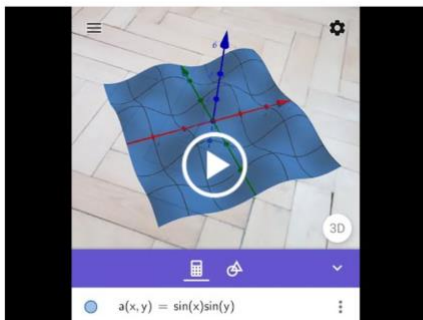 3D
a(x, y) = sin(x)sin(y)